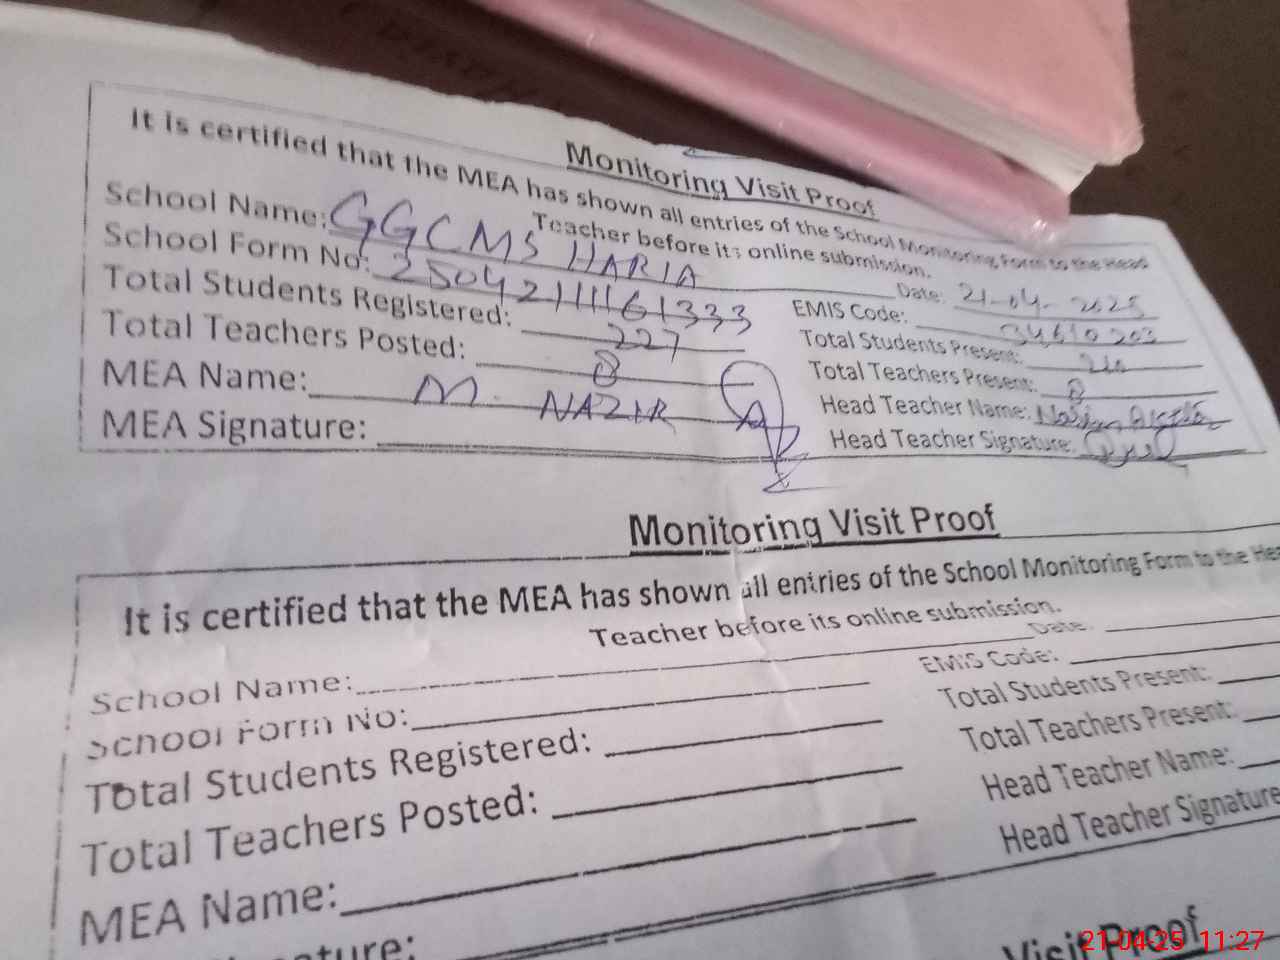 Monitoring Visit Proof
It is certified that the MEA has shown all entries of the School Monitoring Form to the Head
Teacher before its online submission.
School Name: GGCMS HARIA
Date: 21-04-2025
School Form No: 25042111161333
EMIS Code: 34610203
Total Students Registered: 227
Total Students Present:
Total Teachers Posted: 8
Total Teachers Present: 8
MEA Name: M. NAZIR
Head Teacher Name:
MEA Signature:
Head Teacher Signature:
Monitoring Visit Proof
It is certified that the MEA has shown all entries of the School Monitoring Form to the Hea
Teacher before its online submission.
School Name:
Date:
School Form No:
EMIS Code:
Total Students Registered:
Total Students Present:
Total Teachers Posted:
Total Teachers Present:
MEA Name:
Head Teacher Name:
Head Teacher Signature
ature:
Visit Proof
21-04-25 11:27